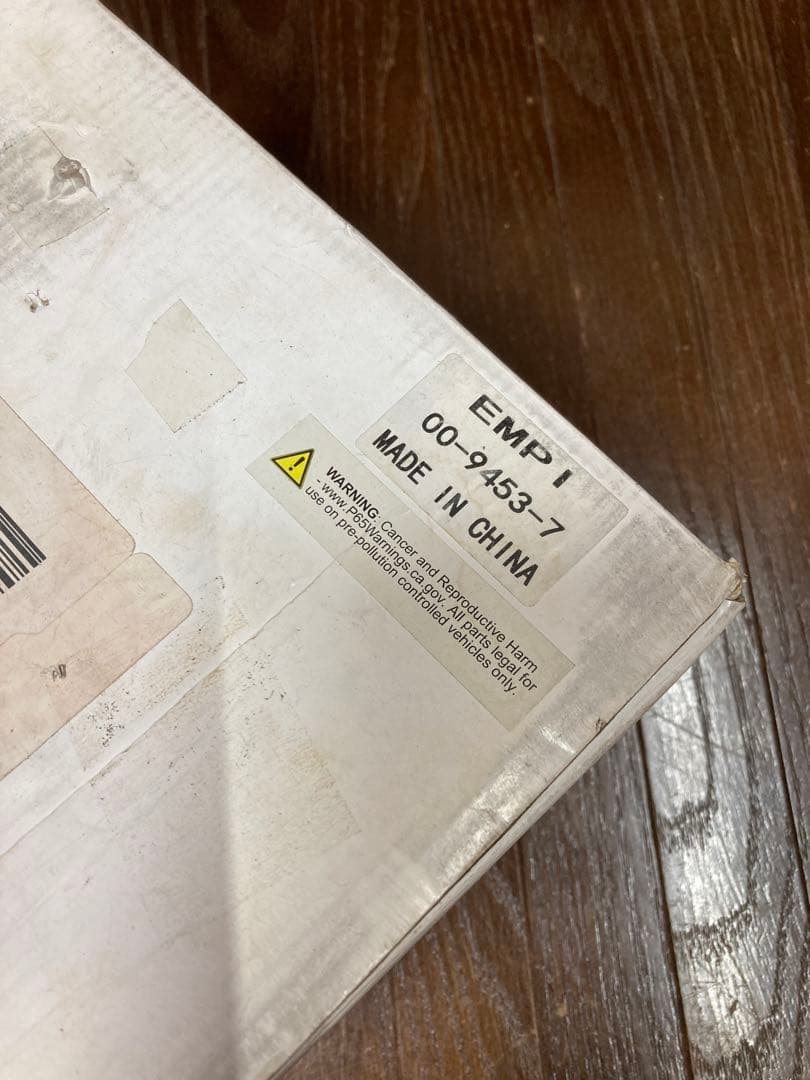 EMPI
00-9453-7
MADE IN CHINA
WARNING: Cancer and Reproductive Harm
- www.P65Warnings.ca.gov. All parts legal for
use on pre-pollution controlled vehicles only.